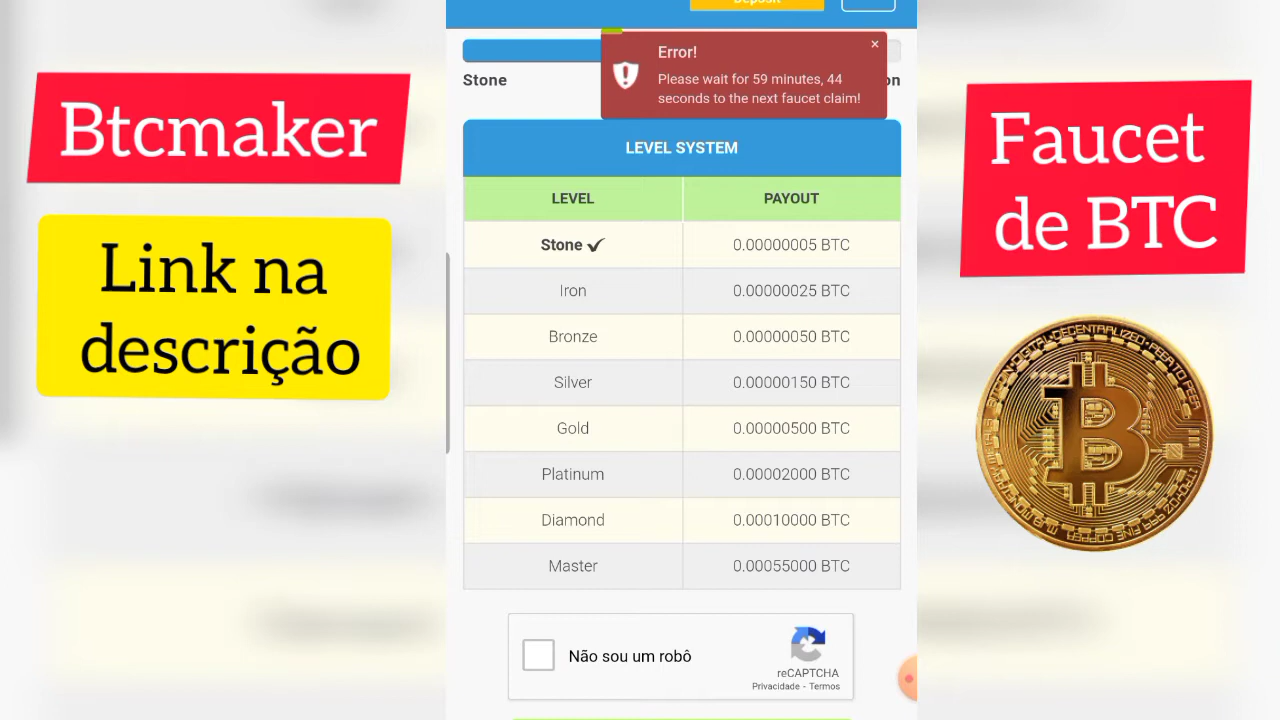 Btcmaker
Link na
descrição
Deposit
Stone
Error!
Please wait for 59 minutes, 44
seconds to the next faucet claim!
×
on
LEVEL SYSTEM
LEVEL PAYOUT
Stone ✓ 0.00000005 BTC
Iron 0.00000025 BTC
Bronze 0.00000050 BTC
Silver 0.00000150 BTC
Gold 0.00000500 BTC
Platinum 0.00002000 BTC
Diamond 0.00010000 BTC
Master 0.00055000 BTC
Não sou um robô
reCAPTCHA
Privacidade - Termos
Faucet
de BTC